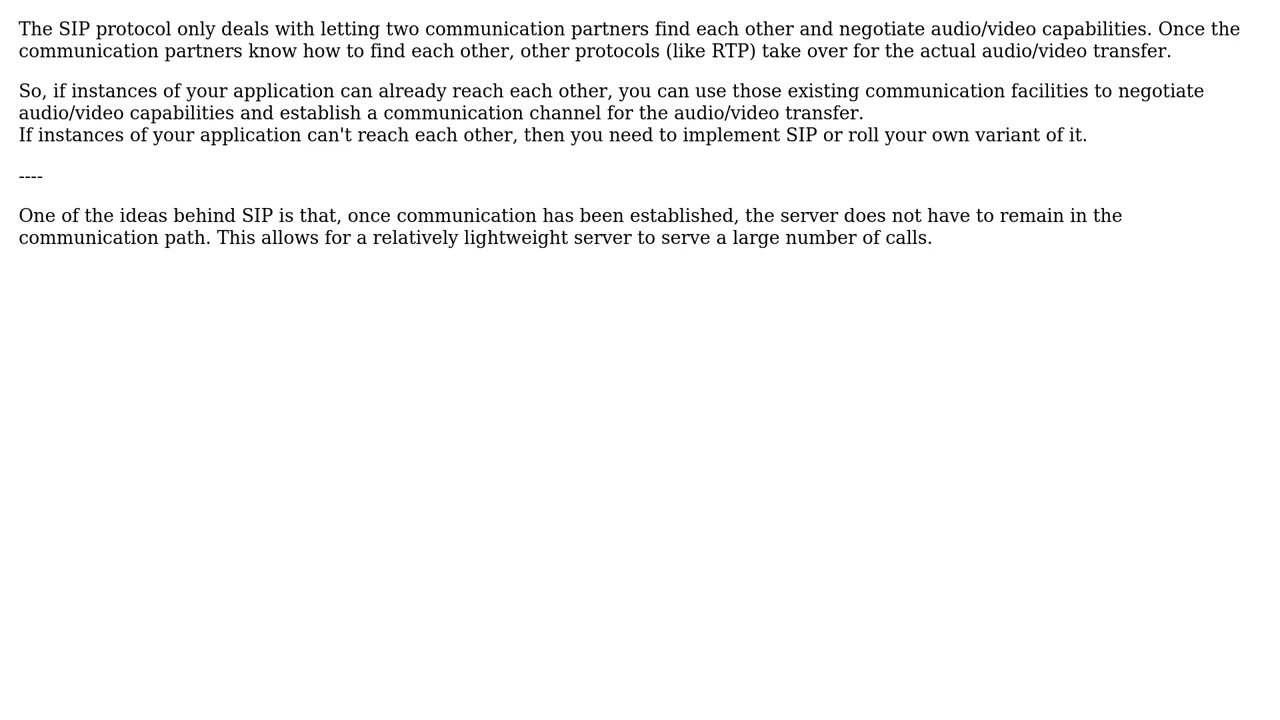 The SIP protocol only deals with letting two communication partners find each other and negotiate audio/video capabilities. Once the
communication partners know how to find each other, other protocols (like RTP) take over for the actual audio/video transfer.
So, if instances of your application can already reach each other, you can use those existing communication facilities to negotiate
audio/video capabilities and establish a communication channel for the audio/video transfer.
If instances of your application can't reach each other, then you need to implement SIP or roll your own variant of it.
----
One of the ideas behind SIP is that, once communication has been established, the server does not have to remain in the
communication path. This allows for a relatively lightweight server to serve a large number of calls.